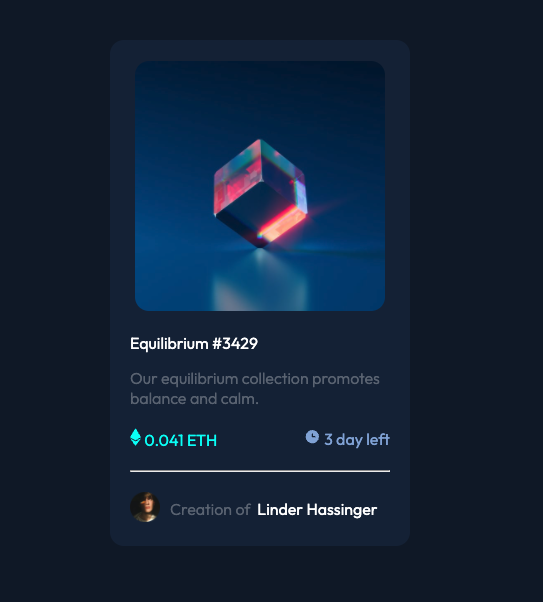 Equilibrium #3429
Our equilibrium collection promotes
balance and calm.
0.041 ETH
3 day left
Creation of Linder Hassinger